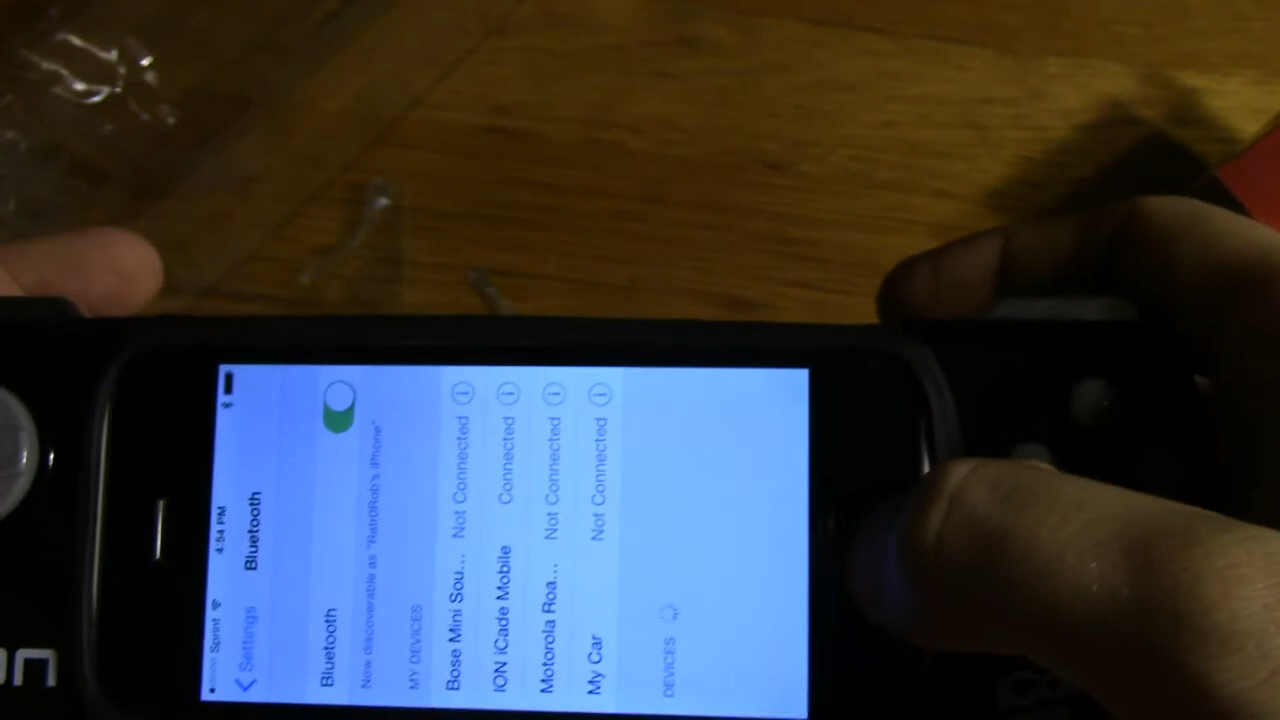 Sprint 4:54 PM
Settings Bluetooth
Bluetooth
Now discoverable as "Retr0Rob's iPhone"
MY DEVICES
Bose Mini Sou... Not Connected
ION iCade Mobile Connected
Motorola Roa... Not Connected
My Car Not Connected
DEVICES